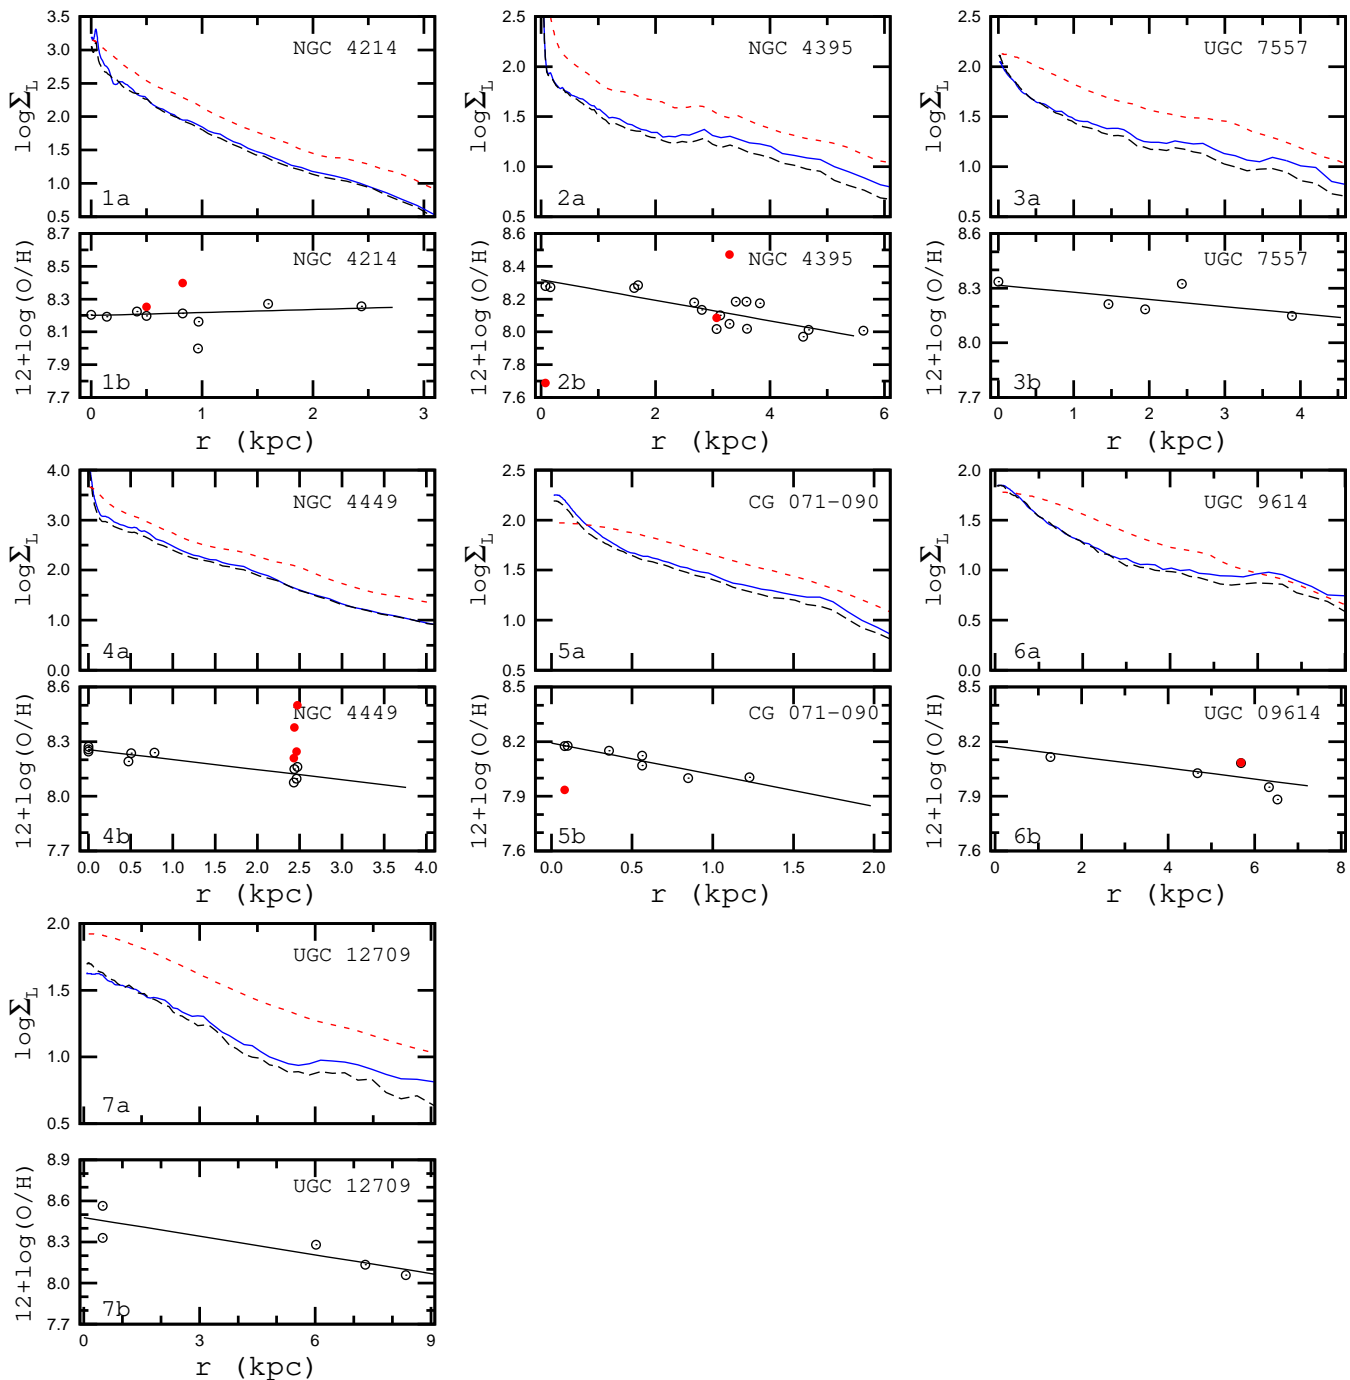 3.5
3.0
2.5
2.0
1.5
1.0
0.5
logΣL
NGC 4214
1a
2.5
2.0
1.5
1.0
0.5
logΣL
NGC 4395
2a
2.5
2.0
1.5
1.0
0.5
logΣL
UGC 7557
3a
8.7
8.5
8.3
8.1
7.9
7.7
12+log(O/H)
NGC 4214
1b
0 1 2 3
r (kpc)
8.6
8.4
8.2
8.0
7.8
7.6
12+log(O/H)
NGC 4395
2b
0 2 4 6
r (kpc)
8.6
8.3
8.0
7.7
12+log(O/H)
UGC 7557
3b
0 1 2 3 4
r (kpc)
4.0
3.0
2.0
1.0
0.0
logΣL
NGC 4449
4a
2.5
2.0
1.5
1.0
0.5
logΣL
CG 071-090
5a
2.0
1.5
1.0
0.5
0.0
logΣL
UGC 9614
6a
8.6
8.3
8.0
7.7
12+log(O/H)
NGC 4449
4b
0.0 0.5 1.0 1.5 2.0 2.5 3.0 3.5 4.0
r (kpc)
8.5
8.2
7.9
7.6
12+log(O/H)
CG 071-090
5b
0.0 0.5 1.0 1.5 2.0
r (kpc)
8.5
8.2
7.9
7.6
12+log(O/H)
UGC 09614
6b
0 2 4 6 8
r (kpc)
2.0
1.5
1.0
0.5
logΣL
UGC 12709
7a
8.9
8.6
8.3
8.0
7.7
12+log(O/H)
UGC 12709
7b
0 3 6 9
r (kpc)